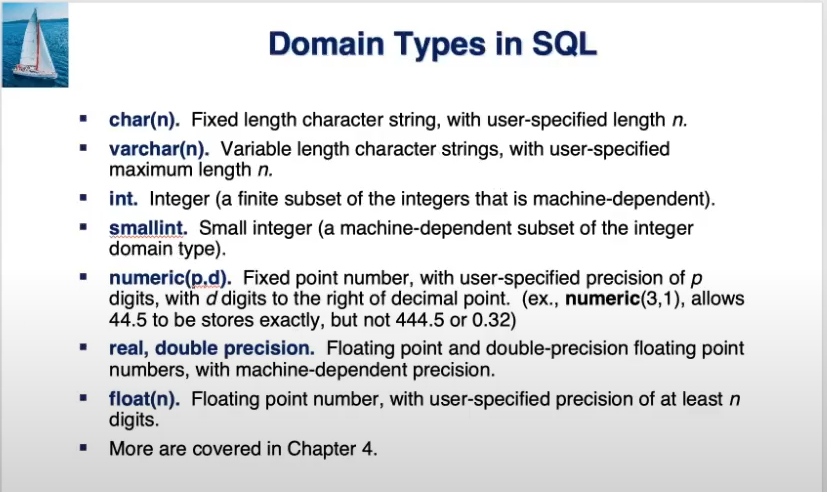 Domain Types in SQL
▪ char(n). Fixed length character string, with user-specified length n.
▪ varchar(n). Variable length character strings, with user-specified
maximum length n.
▪ int. Integer (a finite subset of the integers that is machine-dependent).
▪ smallint. Small integer (a machine-dependent subset of the integer
domain type).
▪ numeric(p,d). Fixed point number, with user-specified precision of p
digits, with d digits to the right of decimal point. (ex., numeric(3,1), allows
44.5 to be stores exactly, but not 444.5 or 0.32)
▪ real, double precision. Floating point and double-precision floating point
numbers, with machine-dependent precision.
▪ float(n). Floating point number, with user-specified precision of at least n
digits.
▪ More are covered in Chapter 4.